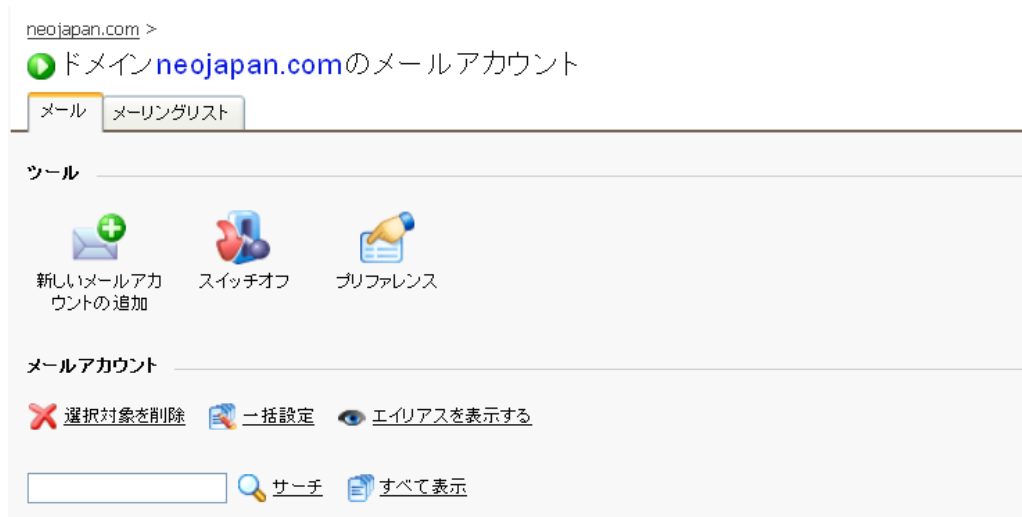 neojapan.com >
ドメインneojapan.comのメールアカウント
メール メーリングリスト
ツール
新しいメールアカ
ウントの追加
スイッチオフ
プリファレンス
メールアカウント
選択対象を削除 一括設定 エイリアスを表示する
サーチ すべて表示